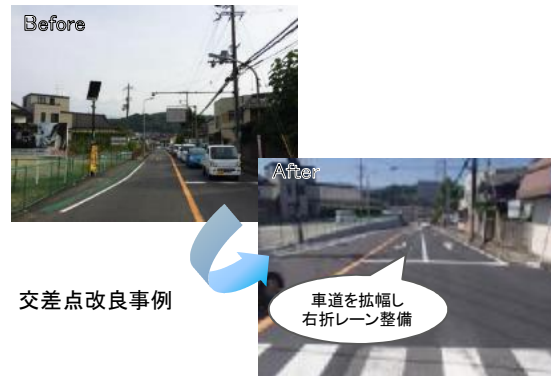 Before
After
交差点改良事例
車道を拡幅し
右折レーン整備